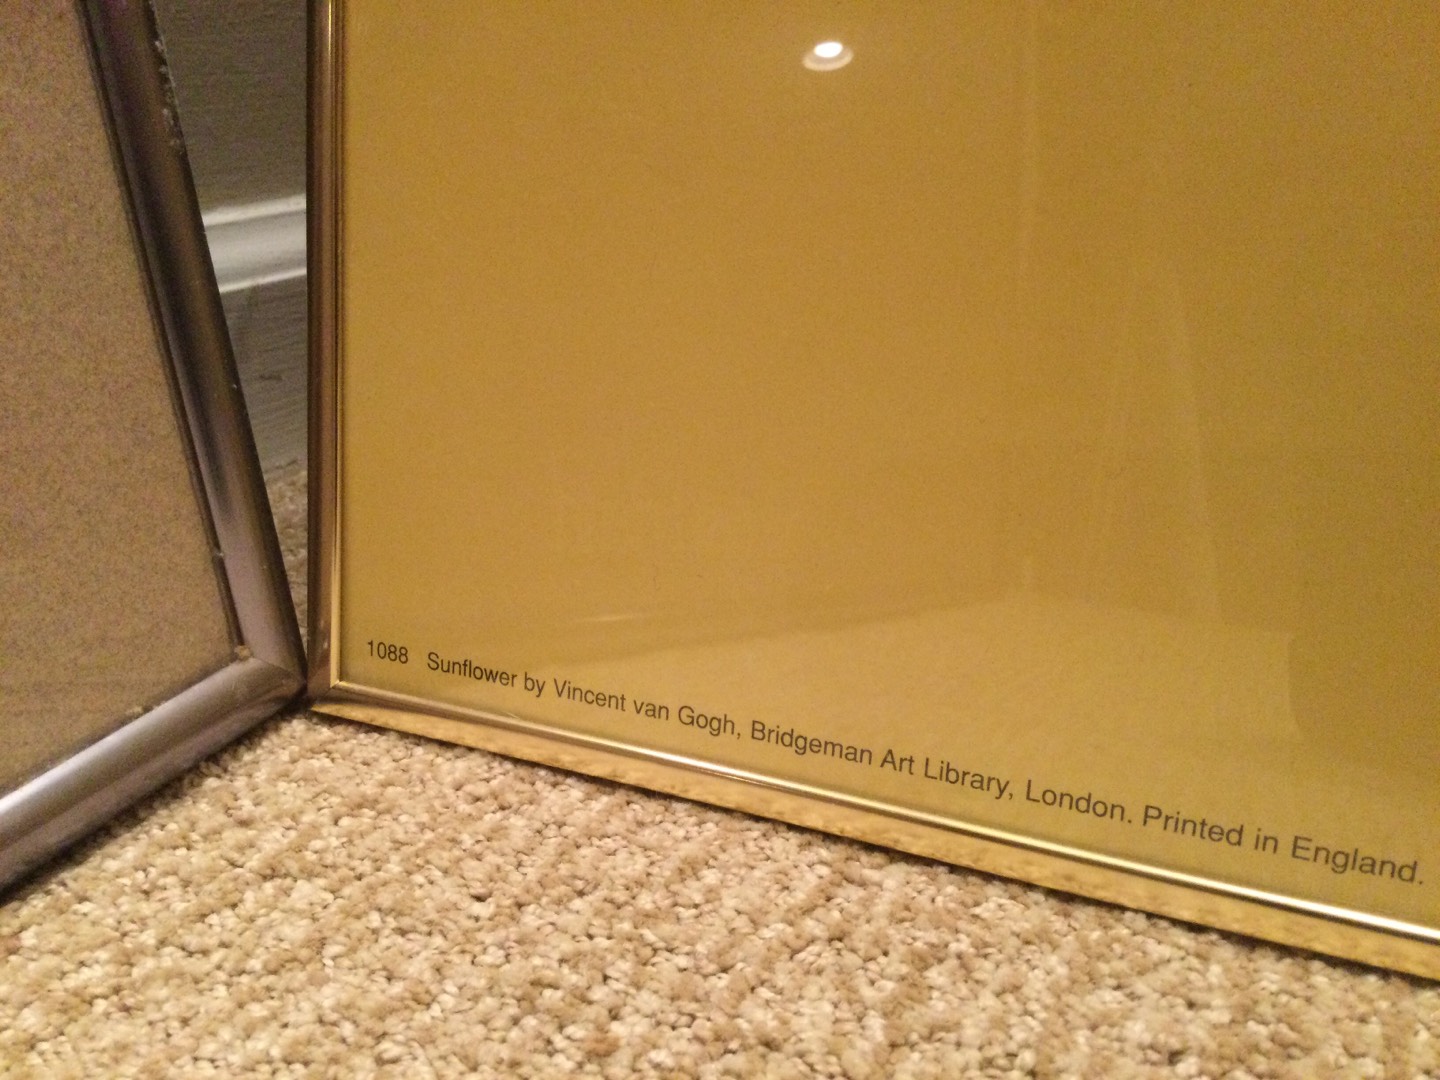 1088 Sunflower by Vincent van Gogh, Bridgeman Art Library, London. Printed in England.